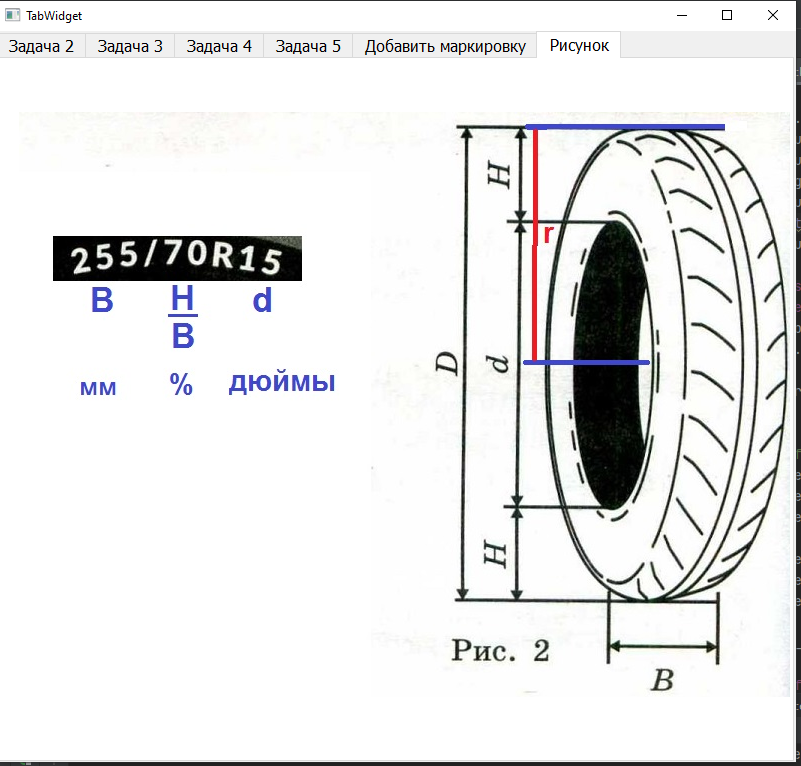 TabWidget
Задача 2 Задача 3 Задача 4 Задача 5 Добавить маркировку Рисунок
255/70R15
B H d
B
мм % дюймы
H
r
D d
H
Рис. 2
B